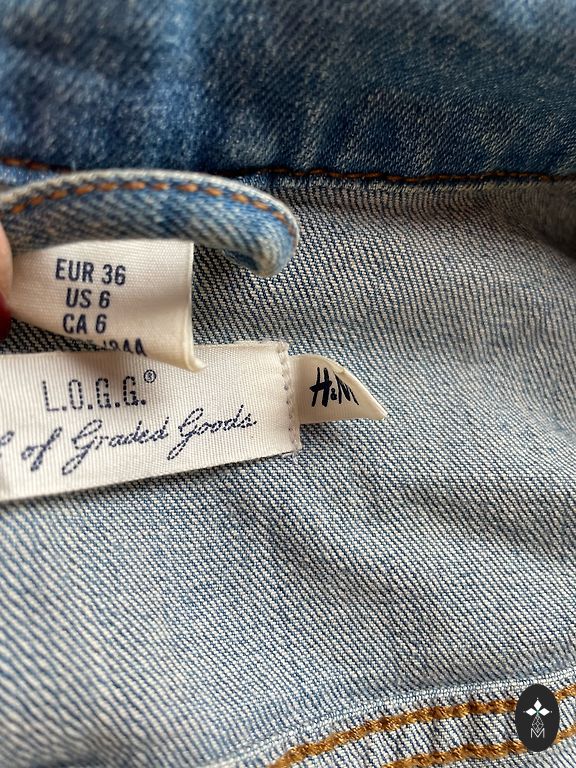 EUR 36
US 6
CA 6
L.O.G.G.®
of Graded Goods
H&M
M